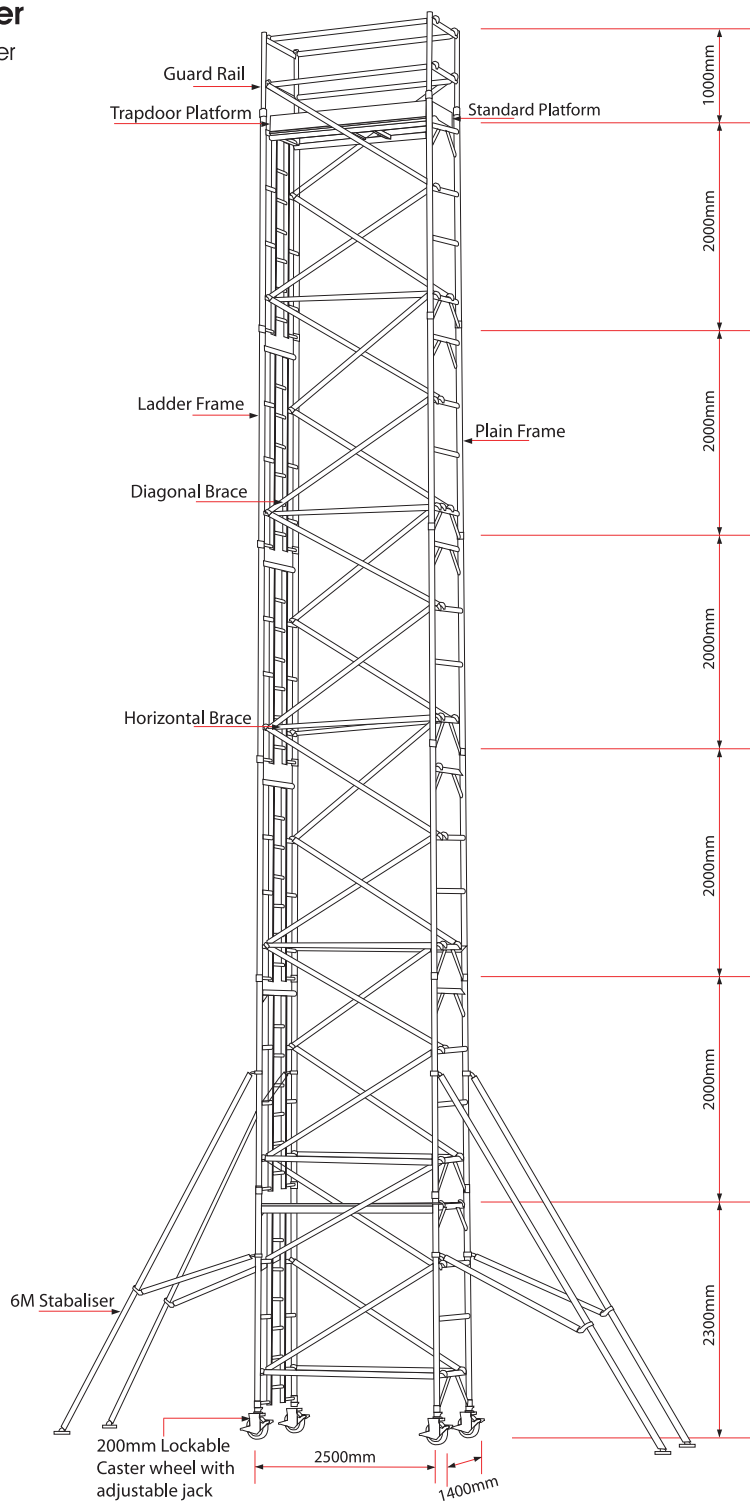 er
er
1000mm
Guard Rail
Trapdoor Platform
Standard Platform
2000mm
Ladder Frame
2000mm
Plain Frame
Diagonal Brace
2000mm
Horizontal Brace
2000mm
2000mm
6M Stabaliser
2300mm
200mm Lockable
Caster wheel with
adjustable jack
2500mm
1400mm